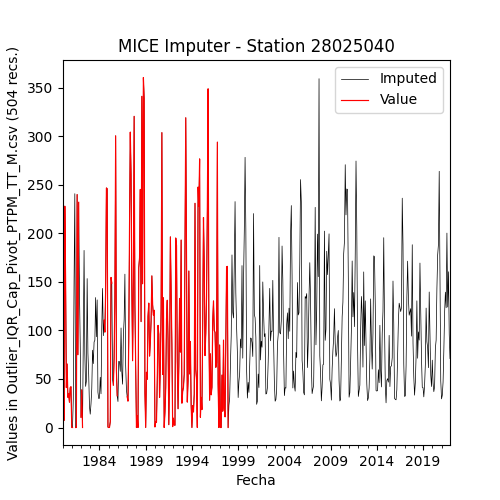 MICE Imputer - Station 28025040
Values in Outlier_IQR_Cap_Pivot_PTPM_TT_M.csv (504 recs.)
350
300
250
200
150
100
50
0
Imputed
Value
1984 1989 1994 1999 2004 2009 2014 2019
Fecha